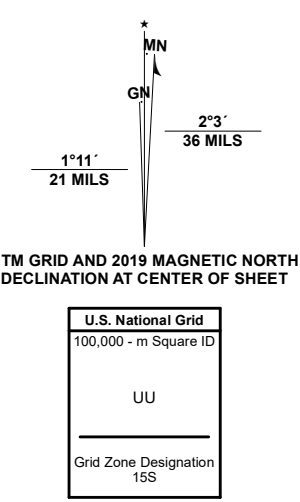 ★
MN
GN
2°3´
36 MILS
1°11´
21 MILS
TM GRID AND 2019 MAGNETIC NORTH
DECLINATION AT CENTER OF SHEET
U.S. National Grid
100,000 - m Square ID
UU
Grid Zone Designation
15S